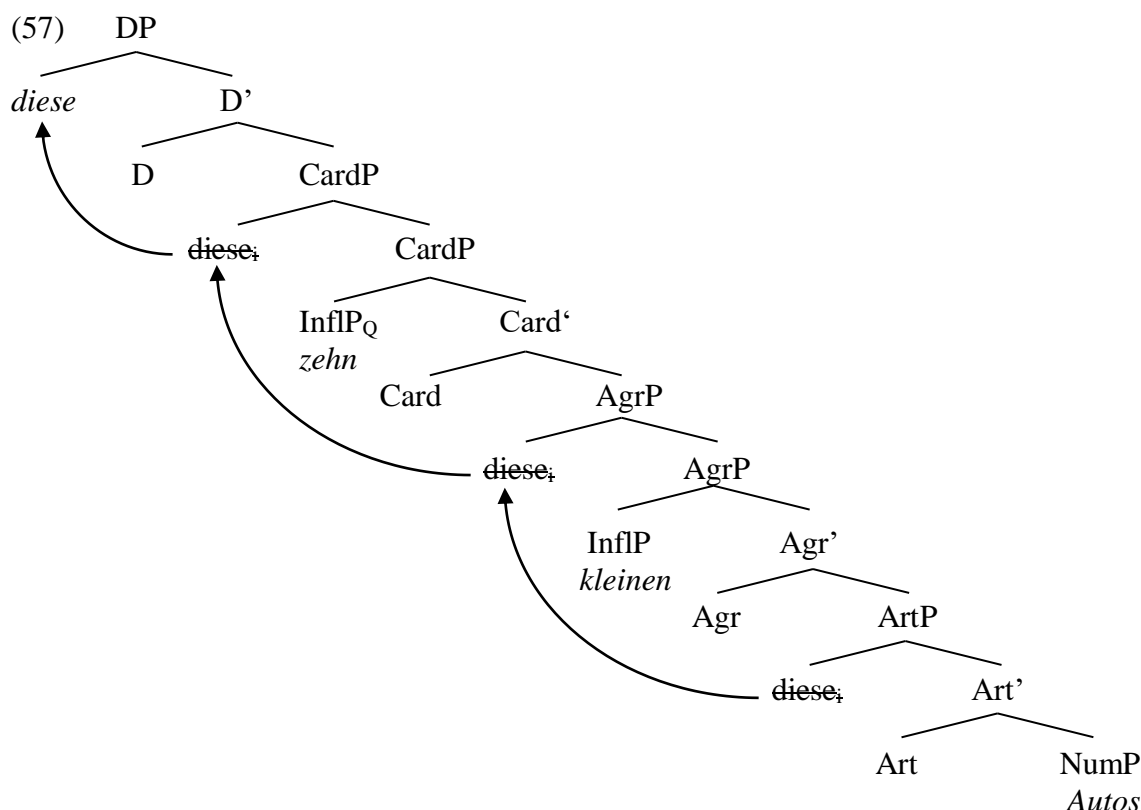 (57) DP
diese D’
D CardP
diesei CardP
InflPQ Card‘
zehn
Card AgrP
diesei AgrP
InflP Agr’
kleinen
Agr ArtP
diesei Art’
Art NumP
Autos